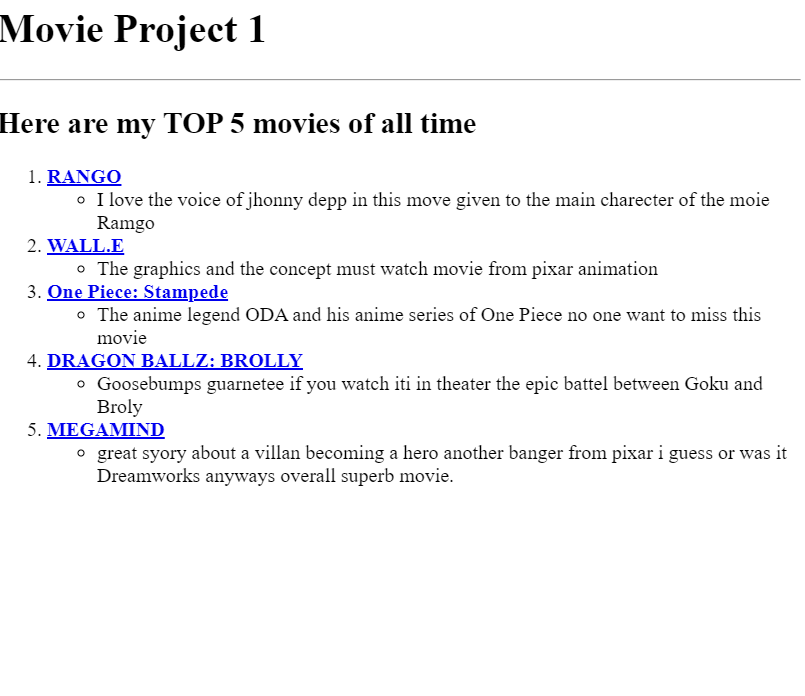 Movie Project 1
Here are my TOP 5 movies of all time
1. RANGO
I love the voice of jhonny depp in this move given to the main charecter of the moie
Ramgo
2. WALL.E
The graphics and the concept must watch movie from pixar animation
3. One Piece: Stampede
The anime legend ODA and his anime series of One Piece no one want to miss this
movie
4. DRAGON BALLZ: BROLLY
Goosebumps guarnetee if you watch iti in theater the epic battel between Goku and
Broly
5. MEGAMIND
great syory about a villan becoming a hero another banger from pixar i guess or was it
Dreamworks anyways overall superb movie.